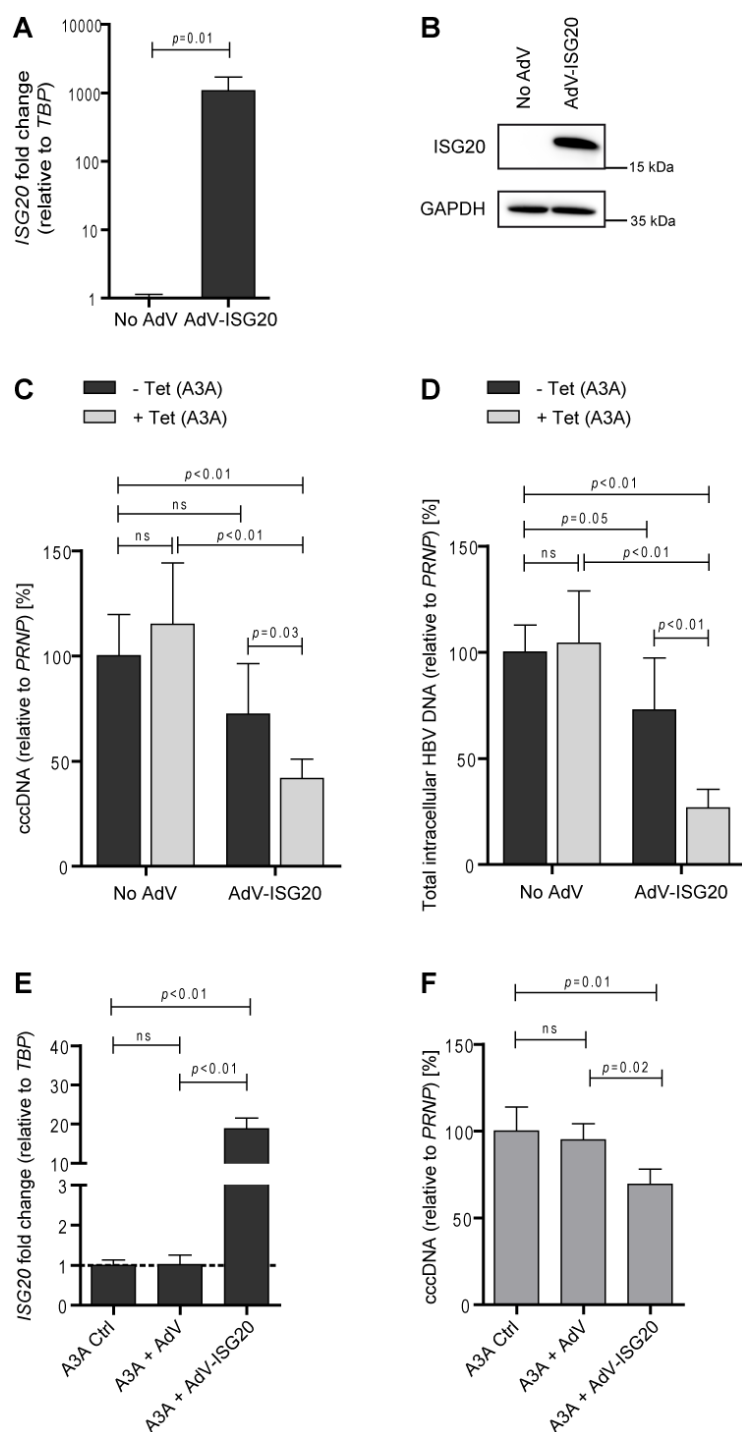 A
ISG20 fold change
(relative to TBP)
10000
1000
100
10
1
p=0.01
No AdV AdV-ISG20
B
No AdV
AdV-ISG20
ISG20
15 kDa
GAPDH
35 kDa
C
- Tet (A3A)
+ Tet (A3A)
cccDNA (relative to PRNP) [%]
150
100
50
0
p<0.01
ns
ns
p<0.01
p=0.03
No AdV AdV-ISG20
D
- Tet (A3A)
+ Tet (A3A)
Total intracellular HBV DNA (relative to PRNP) [%]
150
100
50
0
p<0.01
p=0.05
ns
p<0.01
p<0.01
No AdV AdV-ISG20
E
ISG20 fold change (relative to TBP)
40
30
20
10
3
2
1
0
p<0.01
ns
p<0.01
A3A Ctrl
A3A + AdV
A3A + AdV-ISG20
F
cccDNA (relative to PRNP) [%]
150
100
50
0
p=0.01
ns
p=0.02
A3A Ctrl
A3A + AdV
A3A + AdV-ISG20